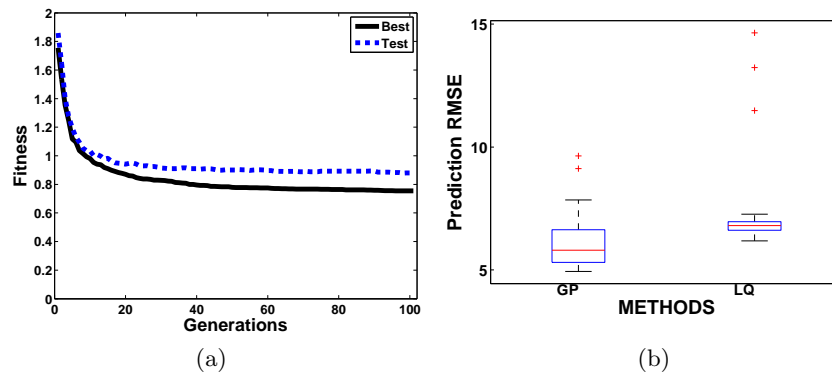 2
1.8
1.6
1.4
1.2
1
0.8
0.6
0.4
0.2
0
Fitness
Best
Test
0 20 40 60 80 100
Generations
(a)
15
10
5
Prediction RMSE
GP LQ
METHODS
(b)